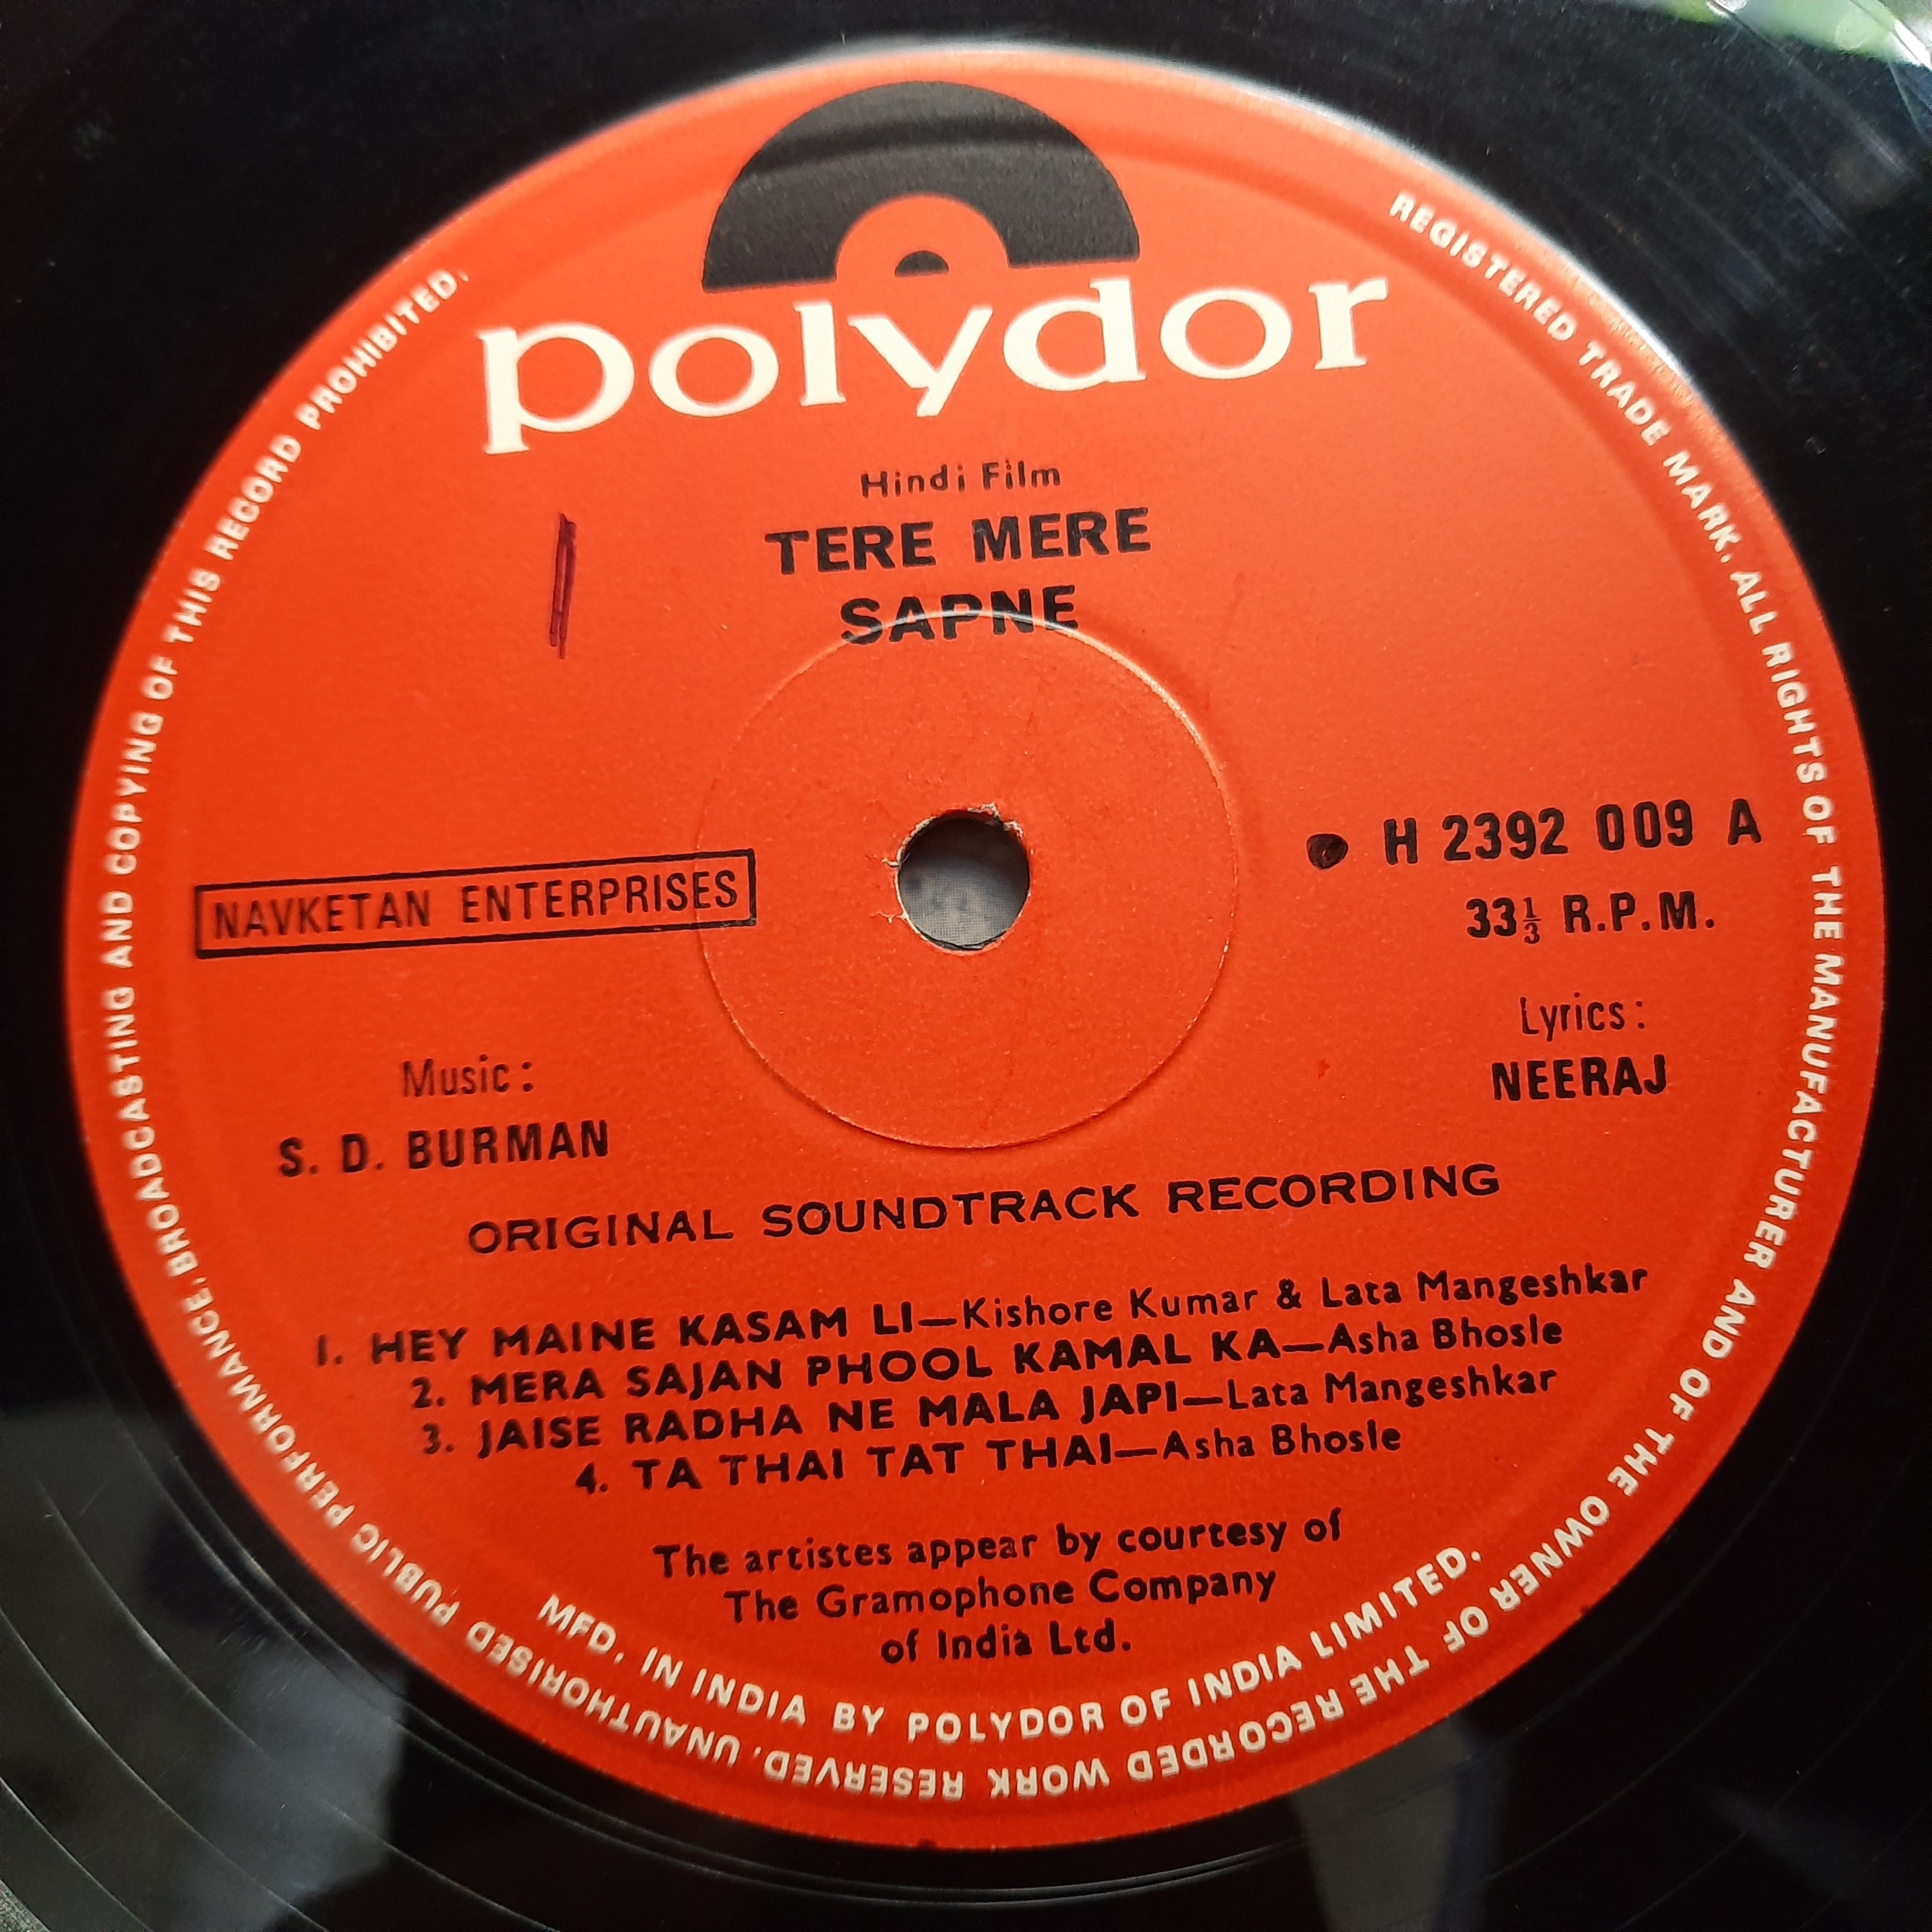 polydor
Hindi Film
TERE MERE
SAPNE
NAVKETAN ENTERPRISES
H 2392 009 A
33⅓ R.P.M.
Lyrics:
NEERAJ
Music:
S. D. BURMAN
ORIGINAL SOUNDTRACK RECORDING
1. HEY MAINE KASAM LI—Kishore Kumar & Lata Mangeshkar
2. MERA SAJAN PHOOL KAMAL KA—Asha Bhosle
3. JAISE RADHA NE MALA JAPI—Lata Mangeshkar
4. TA THAI TAT THAI—Asha Bhosle
The artistes appear by courtesy of
The Gramophone Company
of India Ltd.
MFD. IN INDIA BY POLYDOR OF INDIA LIMITED.
REGISTERED TRADE MARK. ALL RIGHTS OF THE MANUFACTURER AND OF THE OWNER OF THE RECORDED WORK RESERVED. UNAUTHORISED PUBLIC PERFORMANCE, BROADCASTING AND COPYING OF THIS RECORD PROHIBITED.